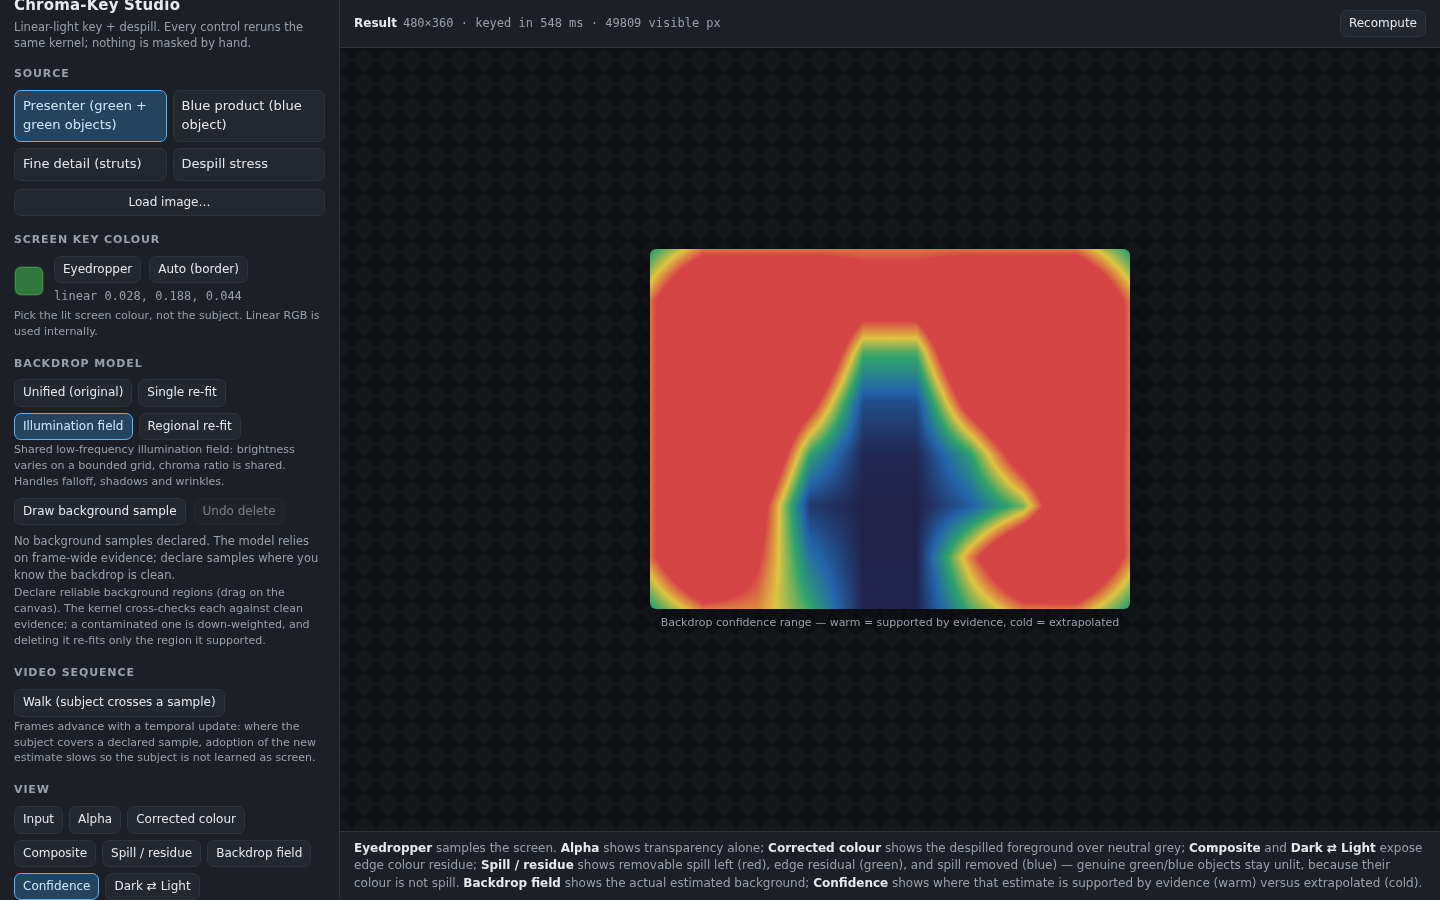 Chroma-Key Studio
Linear-light key + despill. Every control reruns the
same kernel; nothing is masked by hand.
SOURCE
Presenter (green +
green objects)
Blue product (blue
object)
Fine detail (struts)
Despill stress
Load image...
SCREEN KEY COLOUR
Eyedropper
Auto (border)
linear 0.028, 0.188, 0.044
Pick the lit screen colour, not the subject. Linear RGB is
used internally.
BACKDROP MODEL
Unified (original)
Single re-fit
Illumination field
Regional re-fit
Shared low-frequency illumination field: brightness
varies on a bounded grid, chroma ratio is shared.
Handles falloff, shadows and wrinkles.
Draw background sample
Undo delete
No background samples declared. The model relies
on frame-wide evidence; declare samples where you
know the backdrop is clean.
Declare reliable background regions (drag on the
canvas). The kernel cross-checks each against clean
evidence; a contaminated one is down-weighted, and
deleting it re-fits only the region it supported.
VIDEO SEQUENCE
Walk (subject crosses a sample)
Frames advance with a temporal update: where the
subject covers a declared sample, adoption of the new
estimate slows so the subject is not learned as screen.
VIEW
Input
Alpha
Corrected colour
Composite
Spill / residue
Backdrop field
Confidence
Dark ⇄ Light
Result 480×360 · keyed in 548 ms · 49809 visible px
Recompute
Backdrop confidence range — warm = supported by evidence, cold = extrapolated
Eyedropper samples the screen. Alpha shows transparency alone; Corrected colour shows the despilled foreground over neutral grey; Composite and Dark ⇄ Light expose
edge colour residue; Spill / residue shows removable spill left (red), edge residual (green), and spill removed (blue) — genuine green/blue objects stay unlit, because their
colour is not spill. Backdrop field shows the actual estimated background; Confidence shows where that estimate is supported by evidence (warm) versus extrapolated (cold).